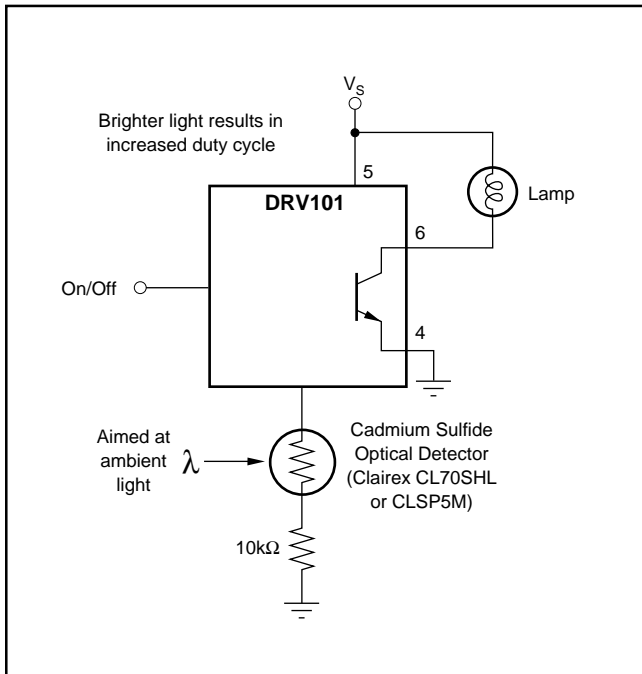 V_S
Brighter light results in
increased duty cycle
5
DRV101
Lamp
6
On/Off
4
Aimed at
ambient
light
λ
Cadmium Sulfide
Optical Detector
(Clairex CL70SHL
or CLSP5M)
10kΩ